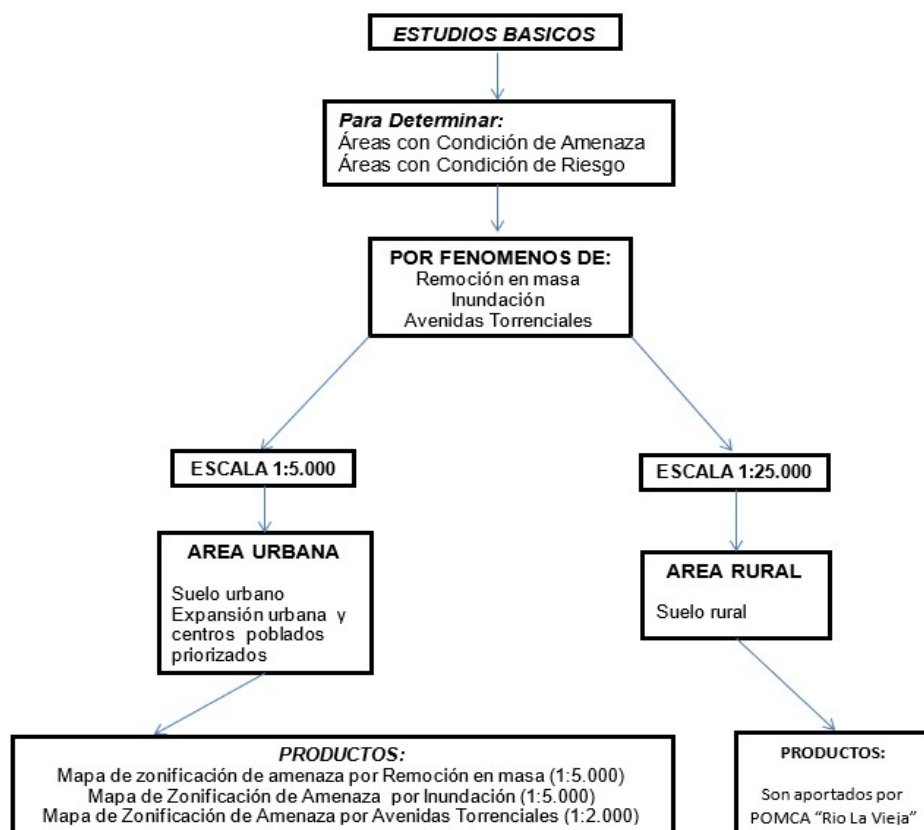 ESTUDIOS BASICOS
Para Determinar:
Áreas con Condición de Amenaza
Áreas con Condición de Riesgo
POR FENOMENOS DE:
Remoción en masa
Inundación
Avenidas Torrenciales
ESCALA 1:5.000
ESCALA 1:25.000
AREA URBANA
Suelo urbano
Expansión urbana y
centros poblados
priorizados
AREA RURAL
Suelo rural
PRODUCTOS:
Mapa de zonificación de amenaza por Remoción en masa (1:5.000)
Mapa de Zonificación de Amenaza por Inundación (1:5.000)
Mapa de Zonificación de Amenaza por Avenidas Torrenciales (1:2.000)
PRODUCTOS:
Son aportados por
POMCA “Rio La Vieja”